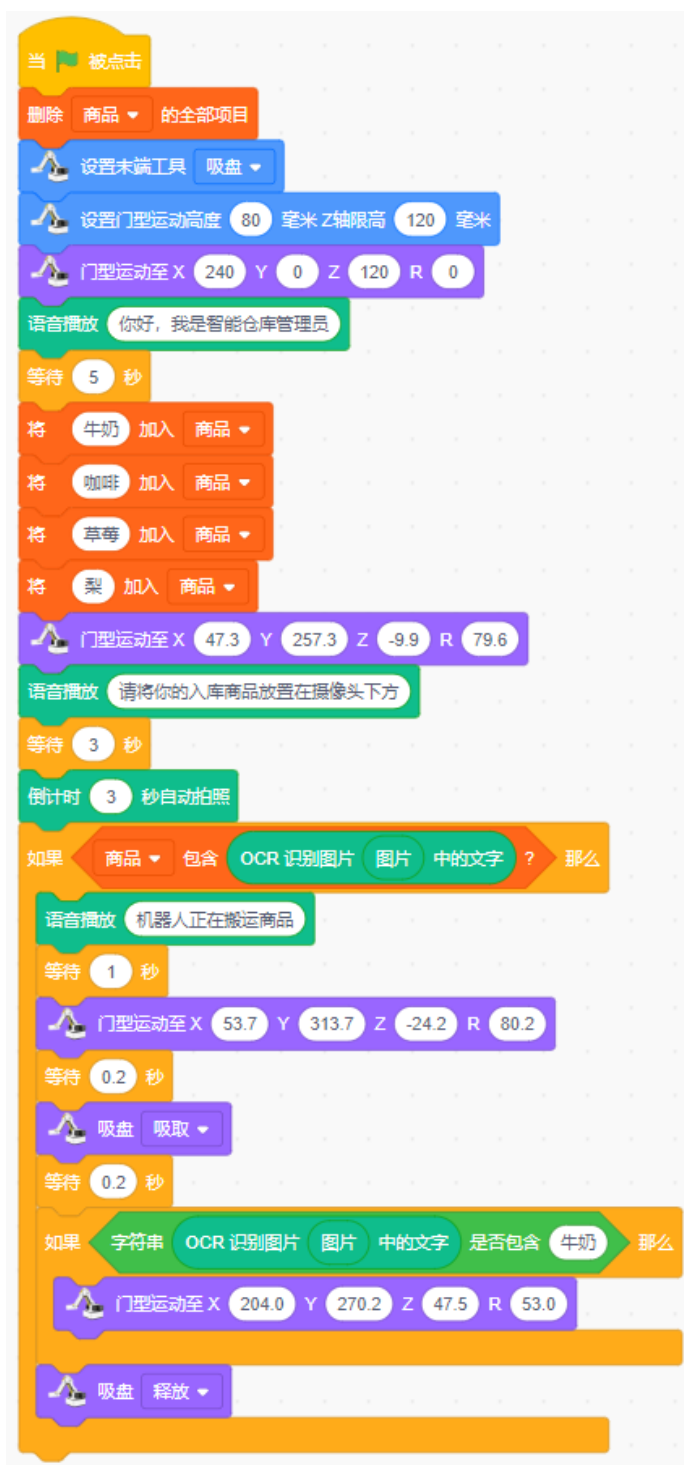 当 被点击
删除 商品 的全部项目
设置末端工具 吸盘
设置门型运动高度 80 毫米 Z轴限高 120 毫米
门型运动至 X 240 Y 0 Z 120 R 0
语音播放 你好，我是智能仓库管理员
等待 5 秒
将 牛奶 加入 商品
将 咖啡 加入 商品
将 草莓 加入 商品
将 梨 加入 商品
门型运动至 X 47.3 Y 257.3 Z -9.9 R 79.6
语音播放 请将你的入库商品放置在摄像头下方
等待 3 秒
倒计时 3 秒自动拍照
如果 商品 包含 OCR 识别图片 图片 中的文字 ? 那么
语音播放 机器人正在搬运商品
等待 1 秒
门型运动至 X 53.7 Y 313.7 Z -24.2 R 80.2
等待 0.2 秒
吸盘 吸取
等待 0.2 秒
如果 字符串 OCR 识别图片 图片 中的文字 是否包含 牛奶 那么
门型运动至 X 204.0 Y 270.2 Z 47.5 R 53.0
吸盘 释放